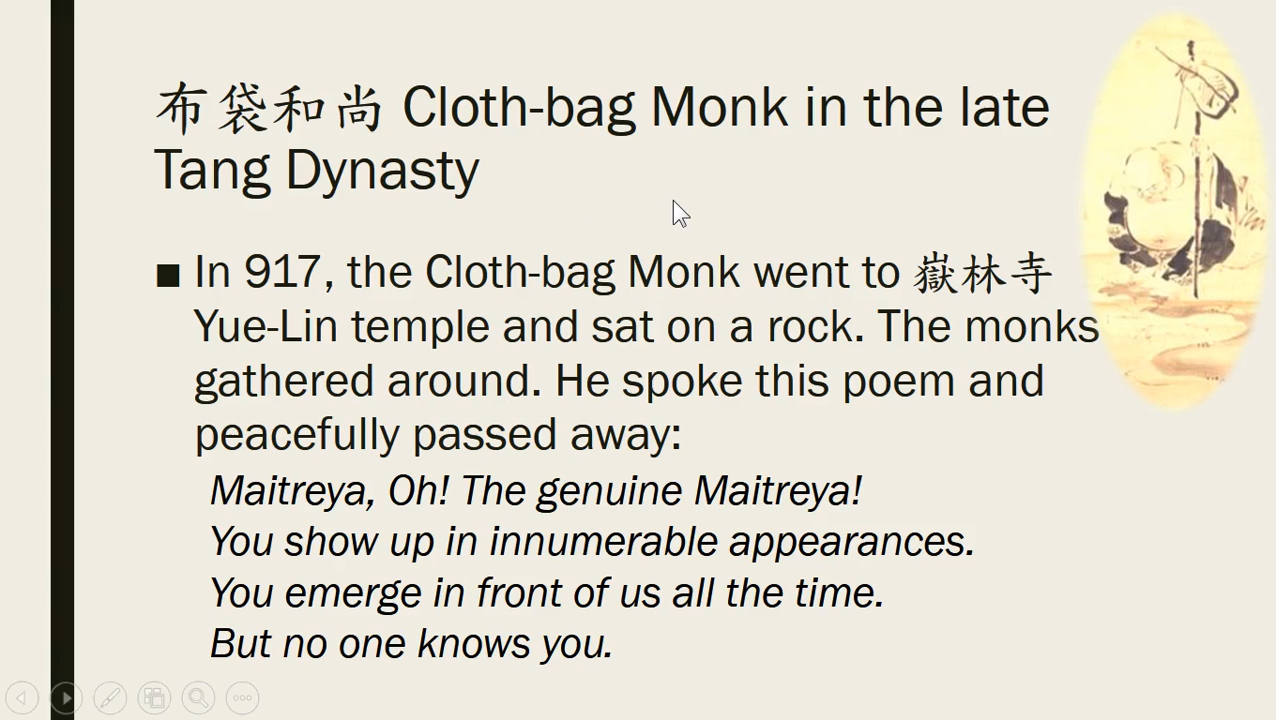 布袋和尚 Cloth-bag Monk in the late
Tang Dynasty
■ In 917, the Cloth-bag Monk went to 嶽林寺
Yue-Lin temple and sat on a rock. The monks
gathered around. He spoke this poem and
peacefully passed away:
Maitreya, Oh! The genuine Maitreya!
You show up in innumerable appearances.
You emerge in front of us all the time.
But no one knows you.